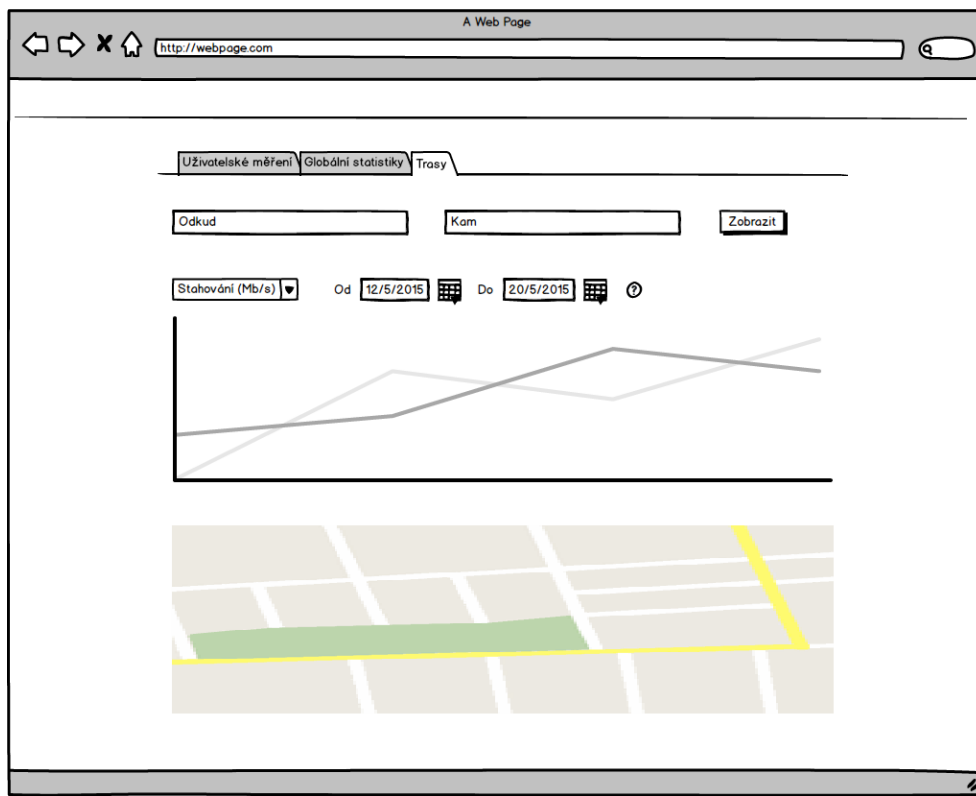 A Web Page
http://webpage.com
Uživatelské měření Globální statistiky Trasy
Odkud Kam Zobrazit
Stahování (Mb/s) Od 12/5/2015 Do 20/5/2015 ?